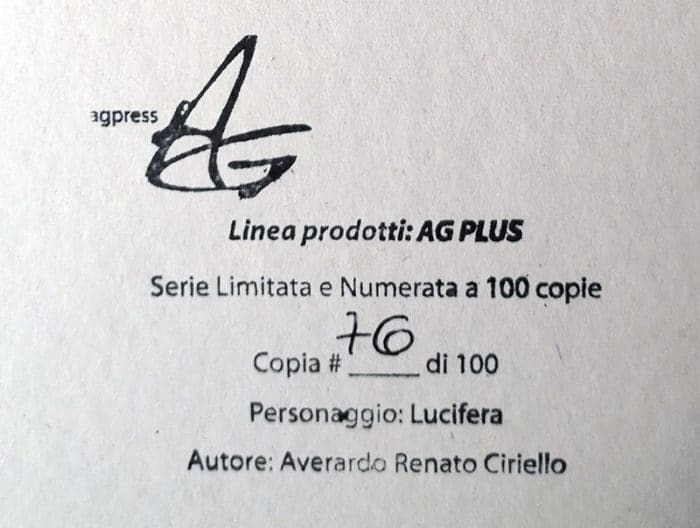 agpress AG
Linea prodotti: AG PLUS
Serie Limitata e Numerata a 100 copie
Copia # 76 di 100
Personaggio: Lucifera
Autore: Averardo Renato Ciriello